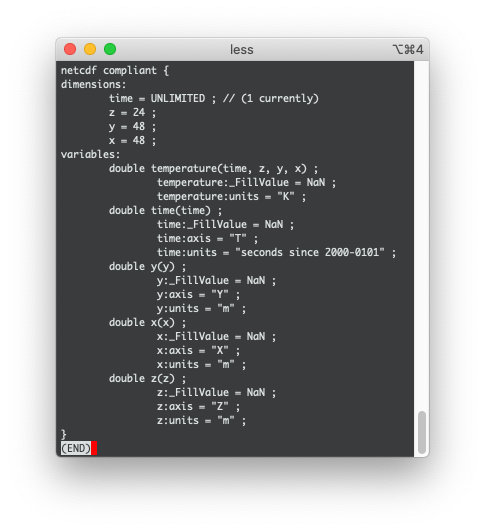 less
⌥⌘4
netcdf compliant {
dimensions:
        time = UNLIMITED ; // (1 currently)
        z = 24 ;
        y = 48 ;
        x = 48 ;
variables:
        double temperature(time, z, y, x) ;
                temperature:_FillValue = NaN ;
                temperature:units = "K" ;
        double time(time) ;
                time:_FillValue = NaN ;
                time:axis = "T" ;
                time:units = "seconds since 2000-0101" ;
        double y(y) ;
                y:_FillValue = NaN ;
                y:axis = "Y" ;
                y:units = "m" ;
        double x(x) ;
                x:_FillValue = NaN ;
                x:axis = "X" ;
                x:units = "m" ;
        double z(z) ;
                z:_FillValue = NaN ;
                z:axis = "Z" ;
                z:units = "m" ;
}
(END)